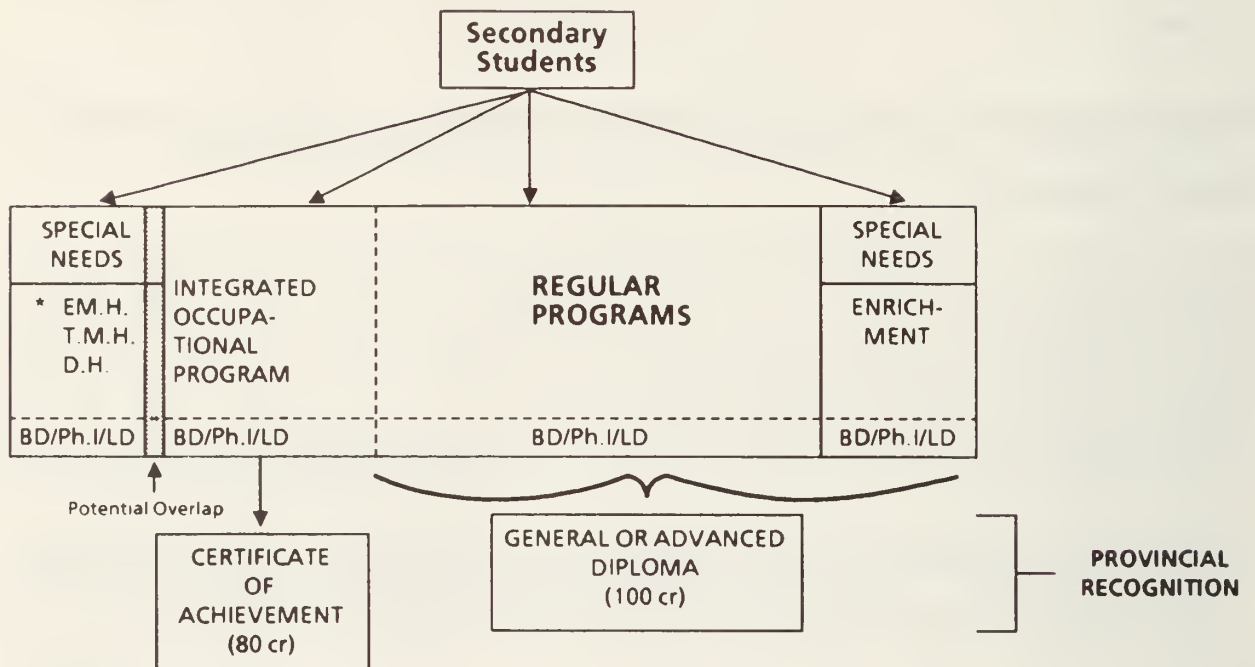 Secondary
Students
SPECIAL
NEEDS
* EM.H.
T.M.H.
D.H.
BD/Ph.I/LD
INTEGRATED
OCCUPA-
TIONAL
PROGRAM
BD/Ph.I/LD
REGULAR
PROGRAMS
BD/Ph.I/LD
SPECIAL
NEEDS
ENRICH-
MENT
BD/Ph.I/LD
Potential Overlap
CERTIFICATE
OF
ACHIEVEMENT
(80 cr)
GENERAL OR ADVANCED
DIPLOMA
(100 cr)
PROVINCIAL
RECOGNITION